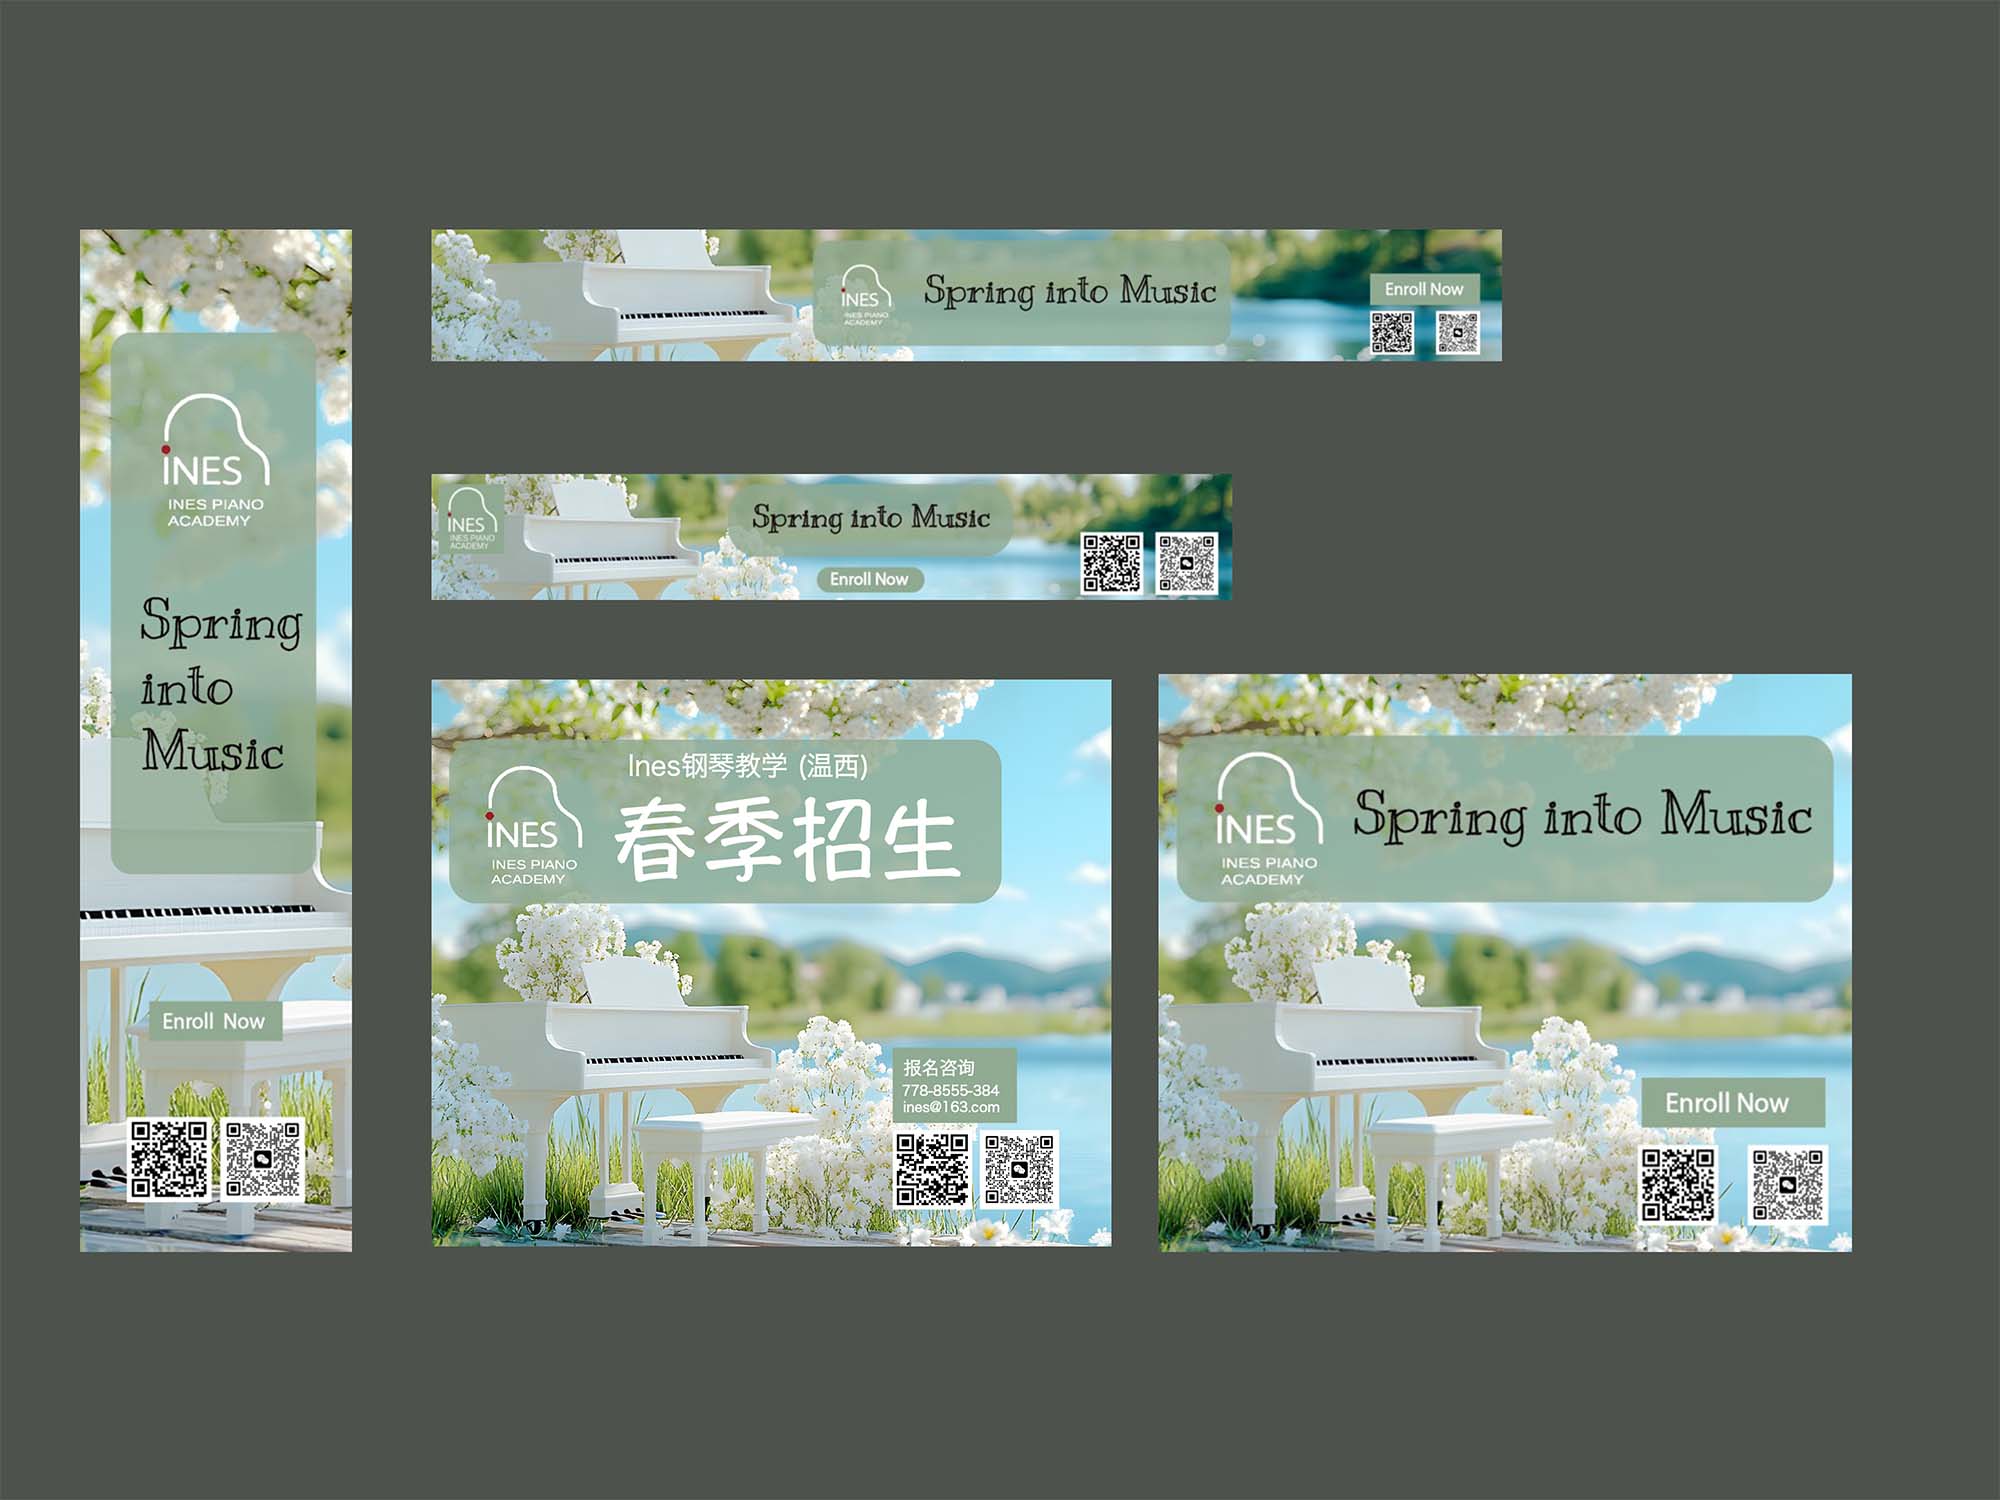 iNES
INES PIANO
ACADEMY
Spring
into
Music
Enroll Now
iNES
INES PIANO
ACADEMY
Spring into Music
Enroll Now
iNES
INES PIANO
ACADEMY
Spring into Music
Enroll Now
Ines钢琴教学 (温西)
春季招生
iNES
INES PIANO
ACADEMY
报名咨询
778-8555-384
ines@163.com
iNES
INES PIANO
ACADEMY
Spring into Music
Enroll Now